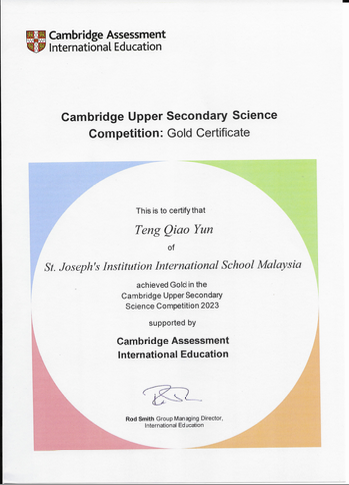 Cambridge Assessment
International Education
Cambridge Upper Secondary Science
Competition: Gold Certificate
This is to certify that
Teng Qiao Yun
of
St. Joseph's Institution International School Malaysia
achieved Gold in the
Cambridge Upper Secondary
Science Competition 2023
supported by
Cambridge Assessment
International Education
Rod Smith Group Managing Director,
International Education